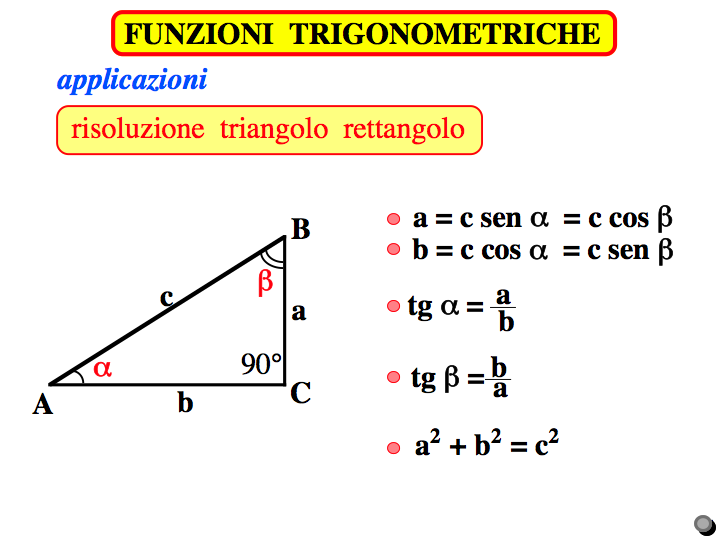 FUNZIONI TRIGONOMETRICHE
applicazioni
risoluzione triangolo rettangolo
B
β
c
a
α
90°
A
b
C
a = c sen α = c cos β
b = c cos α = c sen β
tg α = a/b
tg β = b/a
a² + b² = c²